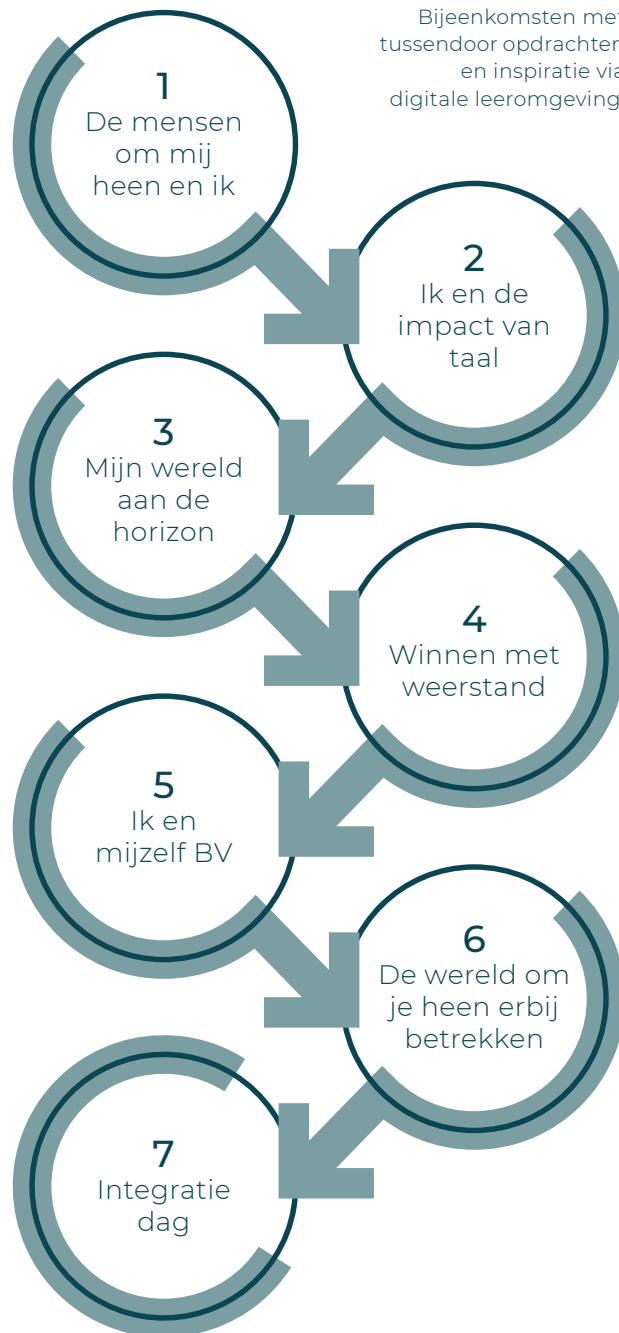 Bijeenkomsten met
tussendoor opdrachten
en inspiratie via
digitale leeromgeving
1
De mensen
om mij
heen en ik
2
Ik en de
impact van
taal
3
Mijn wereld
aan de
horizon
4
Winnen met
weerstand
5
Ik en
mijzelf BV
6
De wereld om
je heen erbij
betrekken
7
Integratie
dag